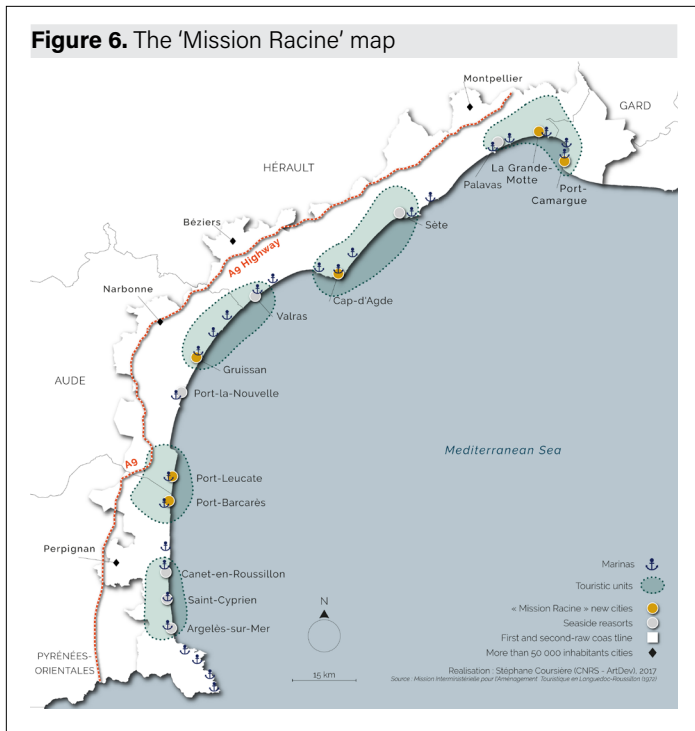 Figure 6. The 'Mission Racine' map
Montpellier
GARD
HÉRAULT
Palavas
La Grande-
Motte
Port-
Camargue
Béziers
Sète
A9 Highway
Cap-d'Agde
Narbonne
Valras
Gruissan
AUDE
Port-la-Nouvelle
Mediterranean Sea
A9
Port-Leucate
Port-Barcarès
Perpignan
Canet-en-Roussillon
Saint-Cyprien
Argelès-sur-Mer
PYRÉNÉES-
ORIENTALES
N
15 km
Marinas
Touristic units
« Mission Racine » new cities
Seaside reasorts
First and second-raw coas tline
More than 50 000 inhabitants cities
Realisation : Stéphane Coursière (CNRS - ArtDev), 2017
Source : Mission Interministérielle pour l'Aménagement Touristique en Languedoc-Roussillon (1972)